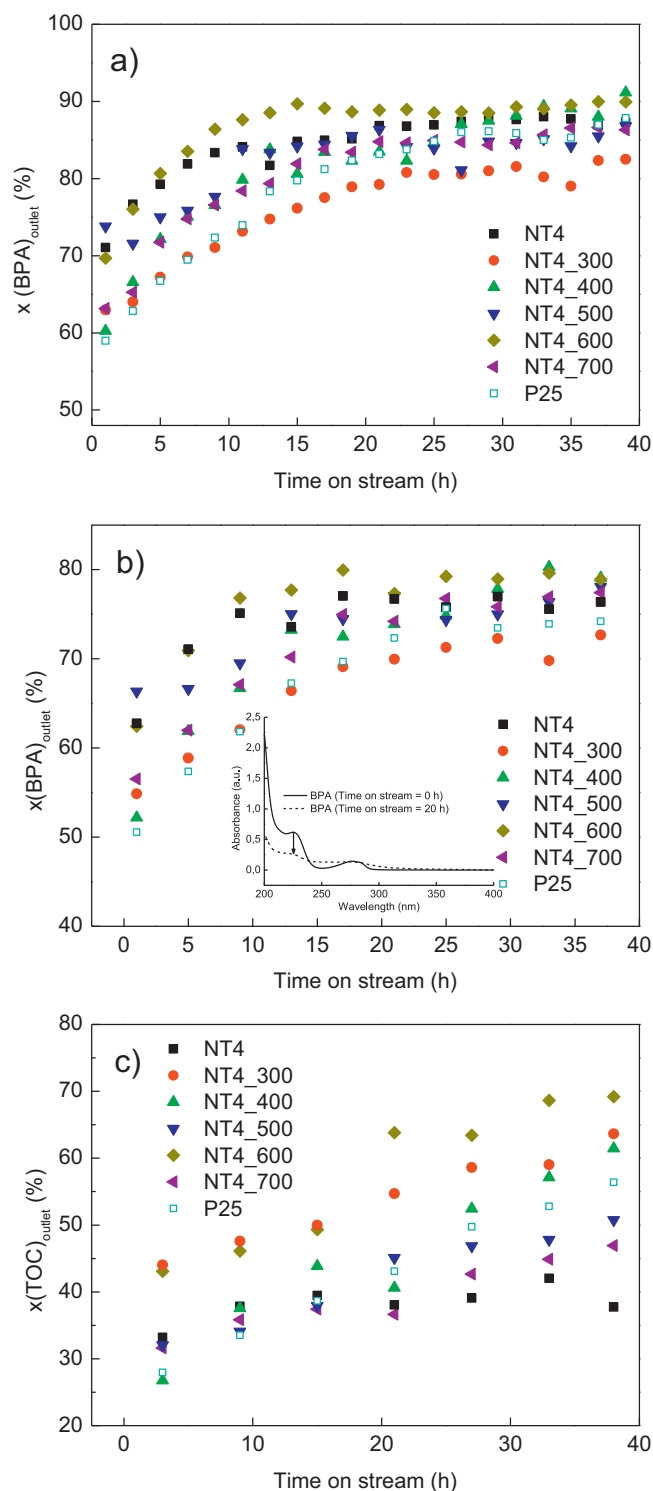 a)
100
90
80
70
60
50
x (BPA)outlet (%)
NT4
NT4_300
NT4_400
NT4_500
NT4_600
NT4_700
P25
0 5 10 15 20 25 30 35 40
Time on stream (h)
b)
80
70
60
50
40
x(BPA)outlet (%)
2,5
2,0
1,5
1,0
0,5
0,0
Absorbance (a.u.)
BPA (Time on stream = 0 h)
BPA (Time on stream = 20 h)
200 250 300 350 400
Wavelength (nm)
NT4
NT4_300
NT4_400
NT4_500
NT4_600
NT4_700
P25
0 5 10 15 20 25 30 35 40
Time on stream (h)
c)
80
70
60
50
40
30
20
x(TOC)outlet (%)
NT4
NT4_300
NT4_400
NT4_500
NT4_600
NT4_700
P25
0 10 20 30 40
Time on stream (h)